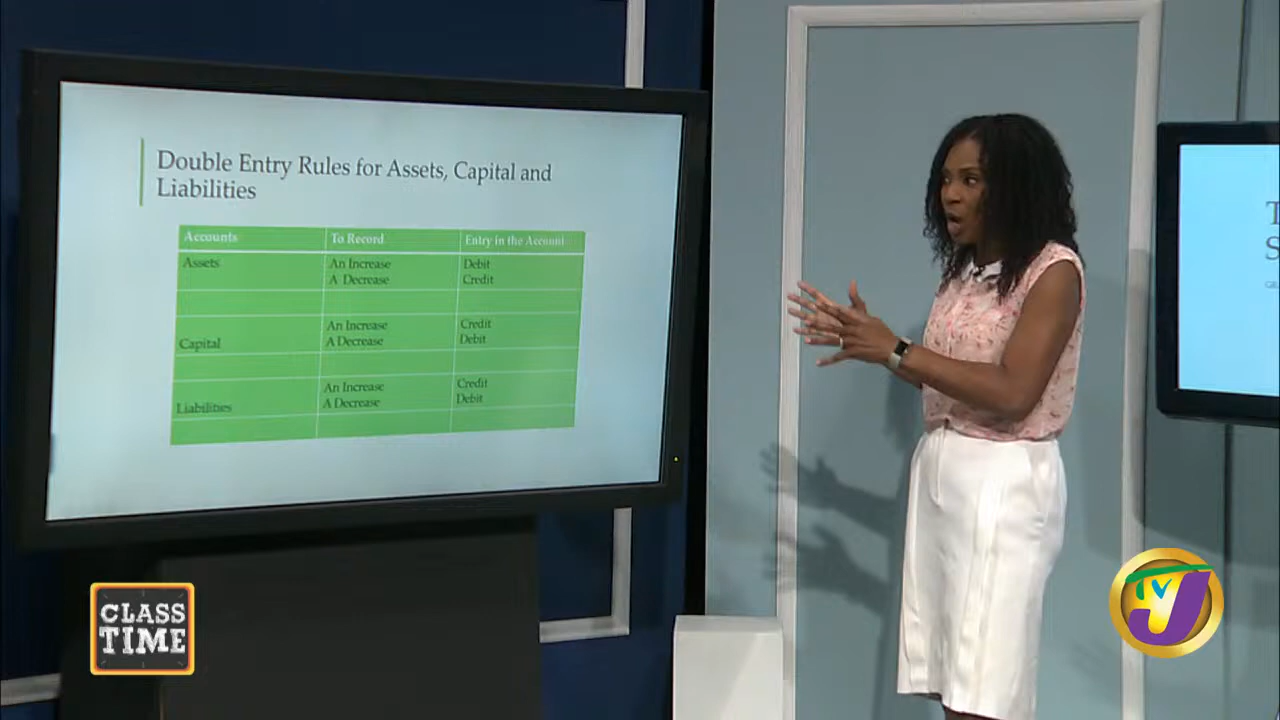 Double Entry Rules for Assets, Capital and
Liabilities
Accounts To Record Entry in the Account
Assets An Increase Debit
A Decrease Credit
An Increase Credit
Capital A Decrease Debit
An Increase Credit
Liabilities A Decrease Debit
T
S
CLASS
TIME
TVJ